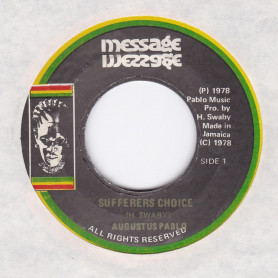 message
message
(P) 1978
Pablo Music
Pro. by
H. Swaby
Made in
Jamaica
(C) 1978
SIDE 1
SUFFERERS CHOICE
(H. SWABY)
AUGUSTUS PABLO
ALL RIGHTS RESERVED